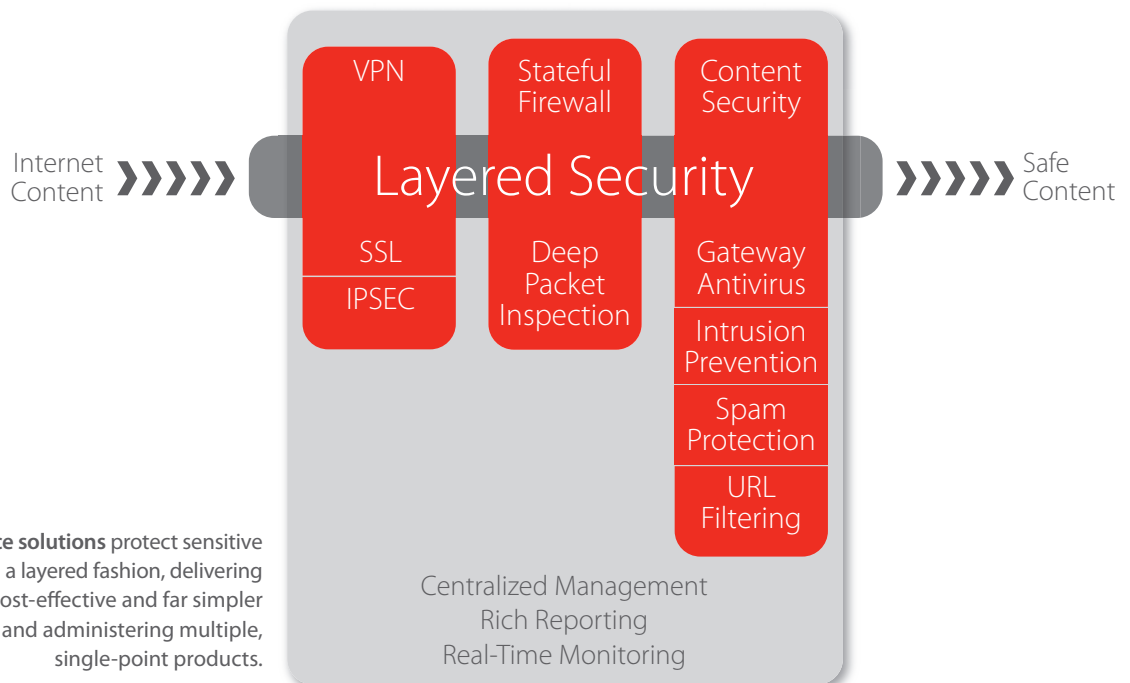 VPN
Stateful
Firewall
Content
Security
Internet
Content
Layered Security
Safe
Content
SSL
IPSEC
Deep
Packet
Inspection
Gateway
Antivirus
Intrusion
Prevention
Spam
Protection
URL
Filtering
solutions protect sensitive
a layered fashion, delivering
ost-effective and far simpler
and administering multiple,
single-point products.
Centralized Management
Rich Reporting
Real-Time Monitoring